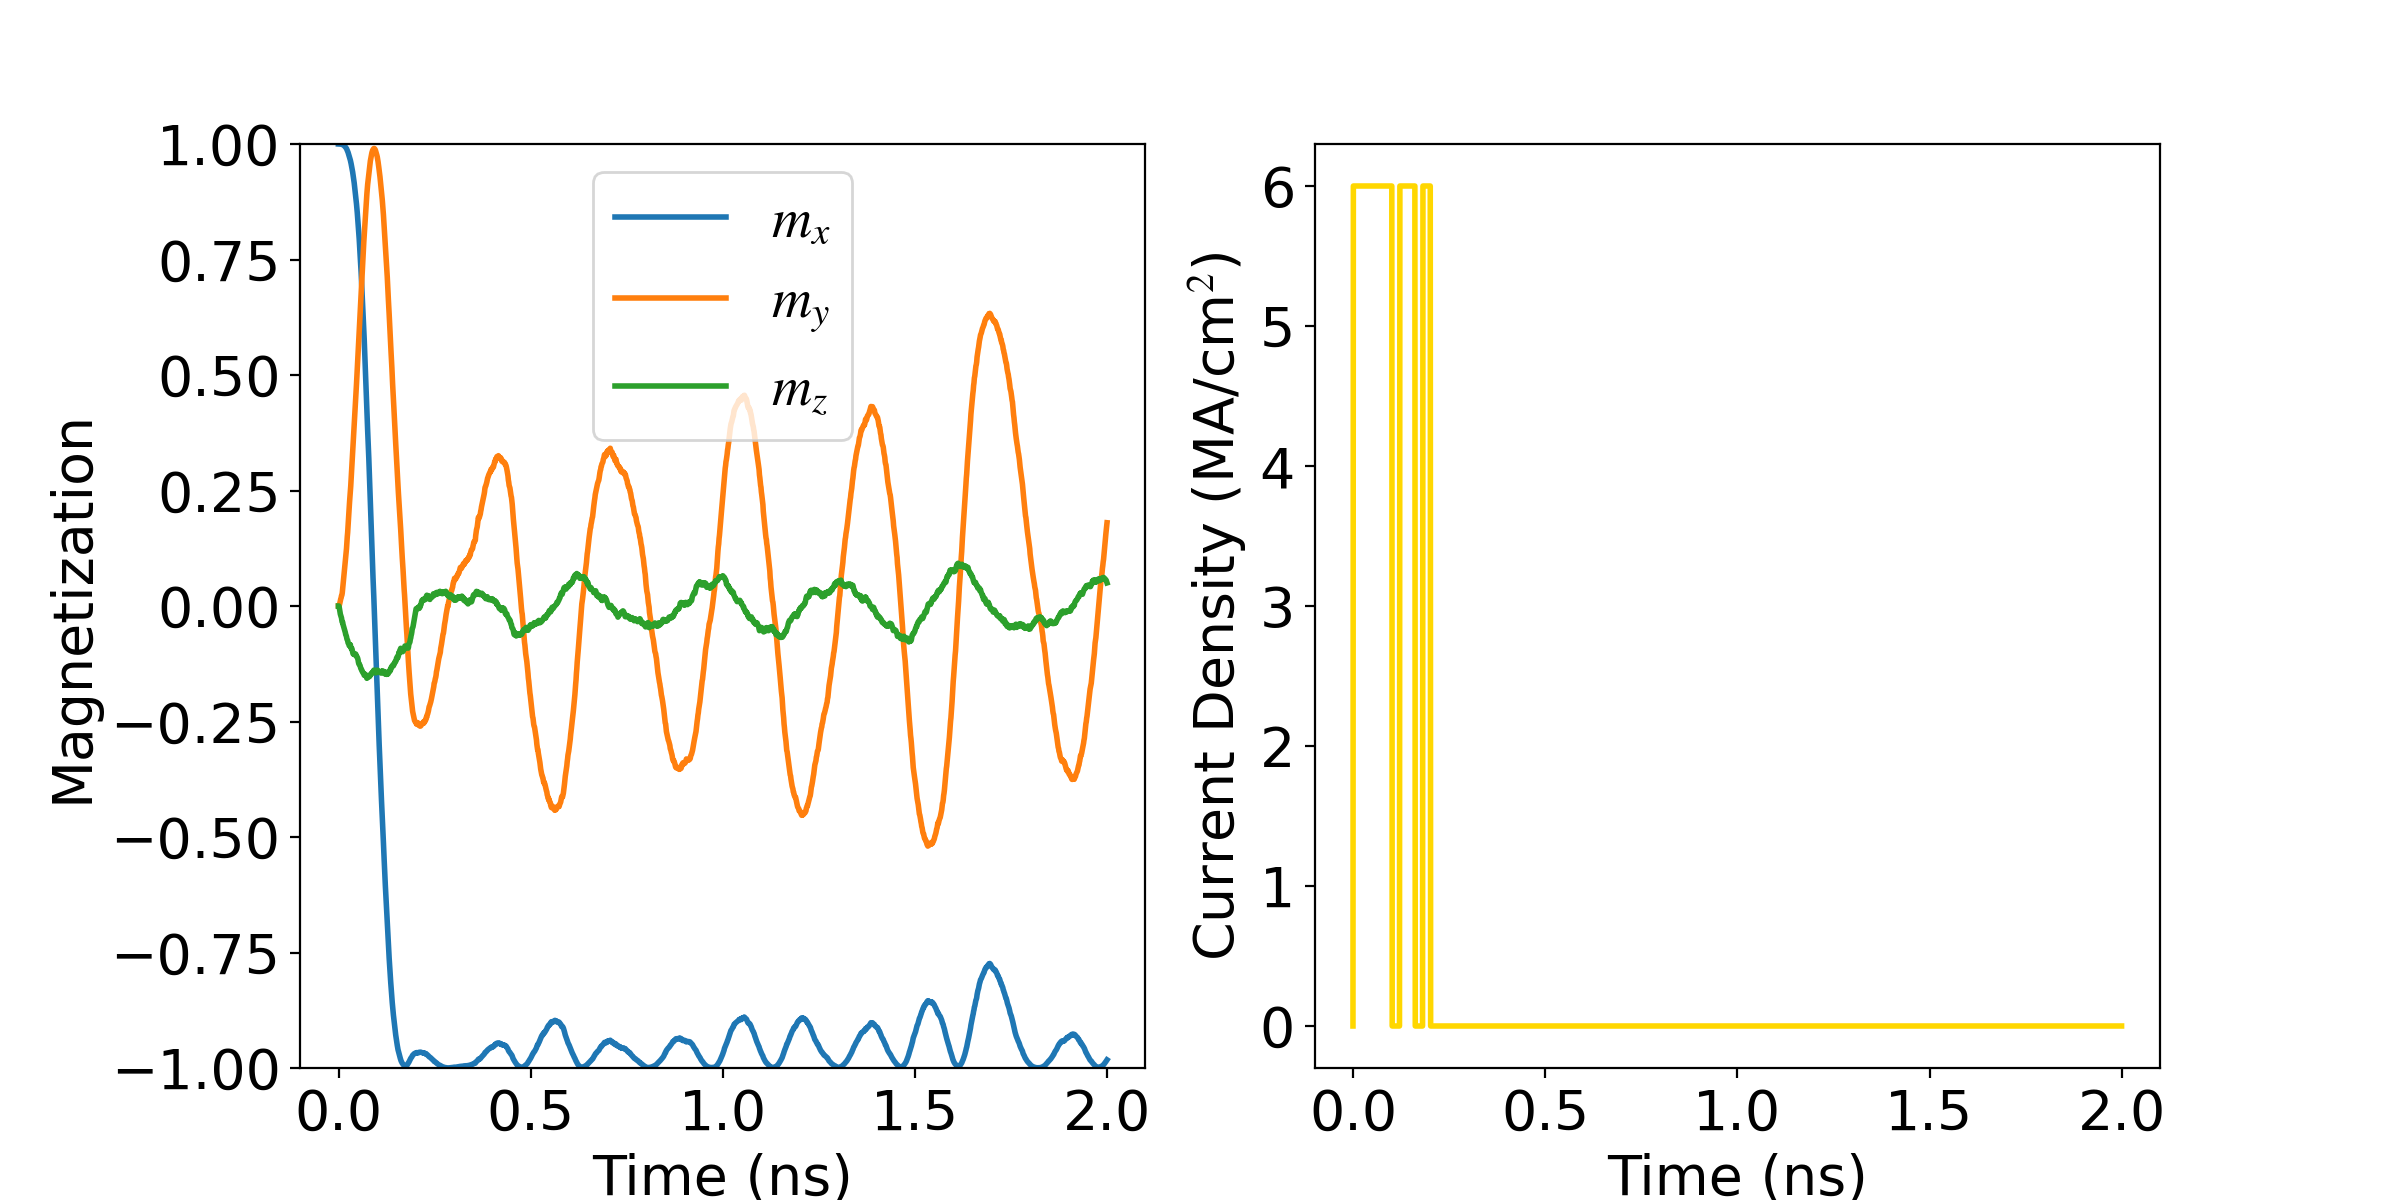 1.00
0.75
0.50
0.25
0.00
−0.25
−0.50
−0.75
−1.00
Magnetization
0.0 0.5 1.0 1.5 2.0
Time (ns)
m_x
m_y
m_z
6
5
4
3
2
1
0
Current Density (MA/cm²)
0.0 0.5 1.0 1.5 2.0
Time (ns)